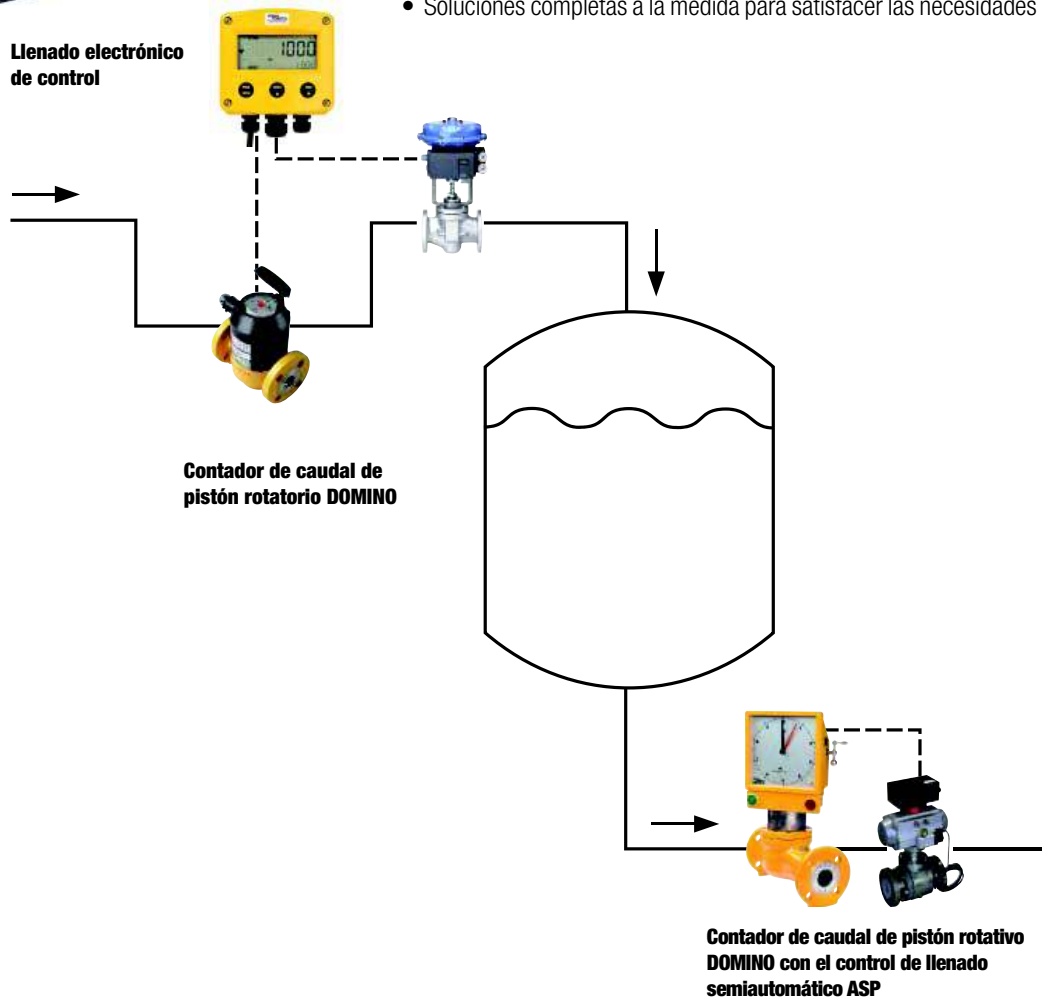 • Soluciones completas a la medida para satisfacer las necesidades
Llenado electrónico
de control
1000
Contador de caudal de
pistón rotatorio DOMINO
Contador de caudal de pistón rotativo
DOMINO con el control de llenado
semiautomático ASP